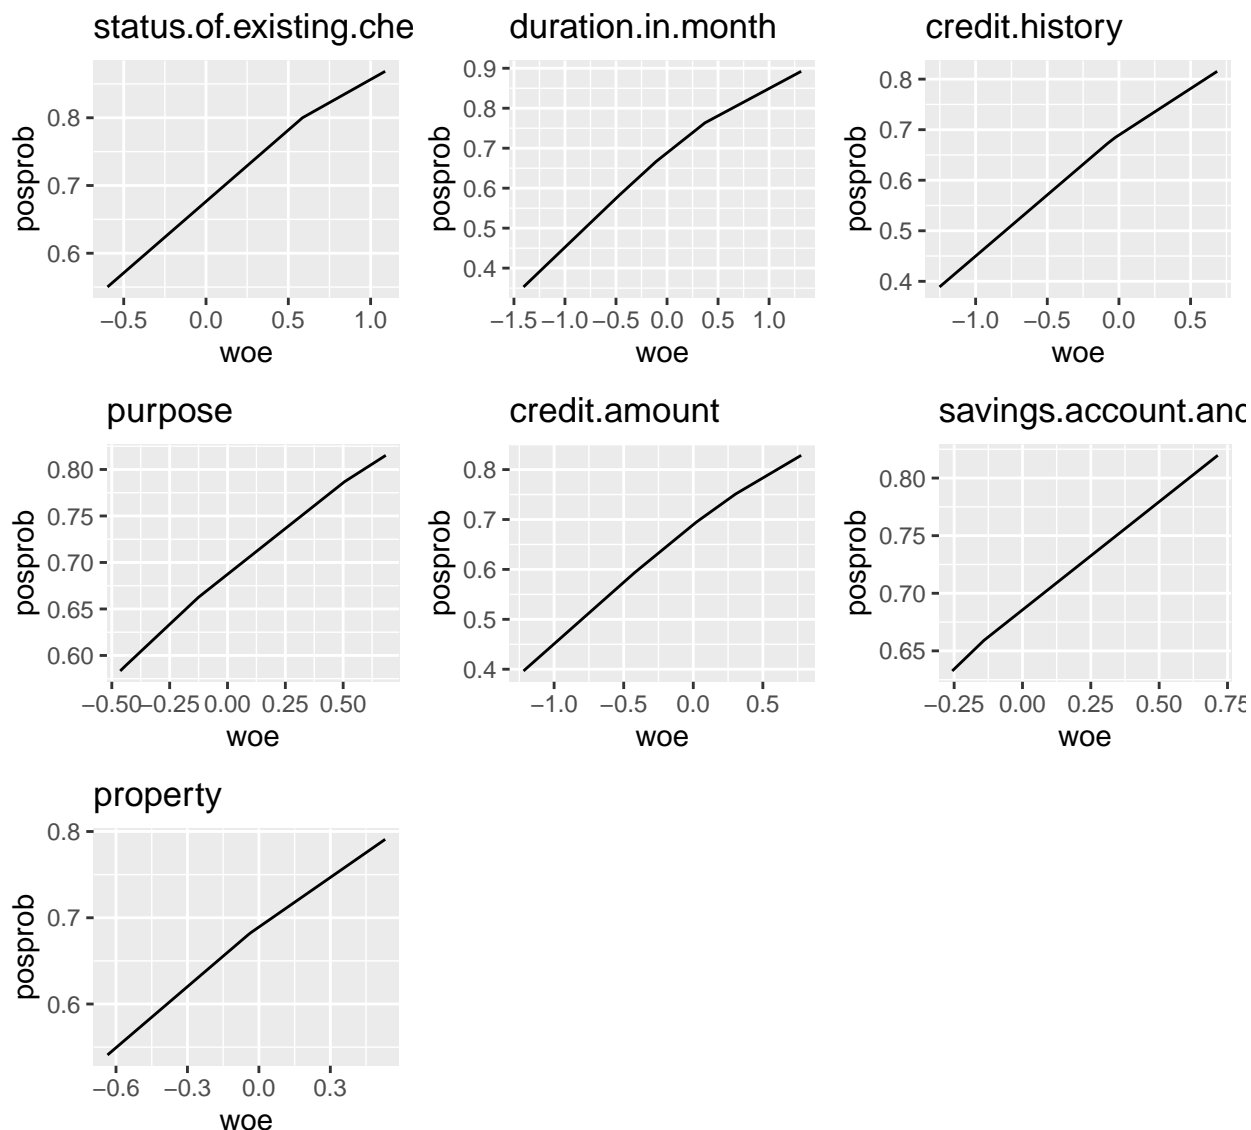 status.of.existing.che
duration.in.month
credit.history
posprob
0.8
0.7
0.6
−0.5 0.0 0.5 1.0
woe
posprob
0.9
0.8
0.7
0.6
0.5
0.4
−1.5 −1.0 −0.5 0.0 0.5 1.0
woe
posprob
0.8
0.7
0.6
0.5
0.4
−1.0 −0.5 0.0 0.5
woe
purpose
credit.amount
savings.account.and
posprob
0.80
0.75
0.70
0.65
0.60
−0.50 −0.25 0.00 0.25 0.50
woe
posprob
0.8
0.7
0.6
0.5
0.4
−1.0 −0.5 0.0 0.5
woe
posprob
0.80
0.75
0.70
0.65
−0.25 0.00 0.25 0.50 0.75
woe
property
posprob
0.8
0.7
0.6
−0.6 −0.3 0.0 0.3
woe